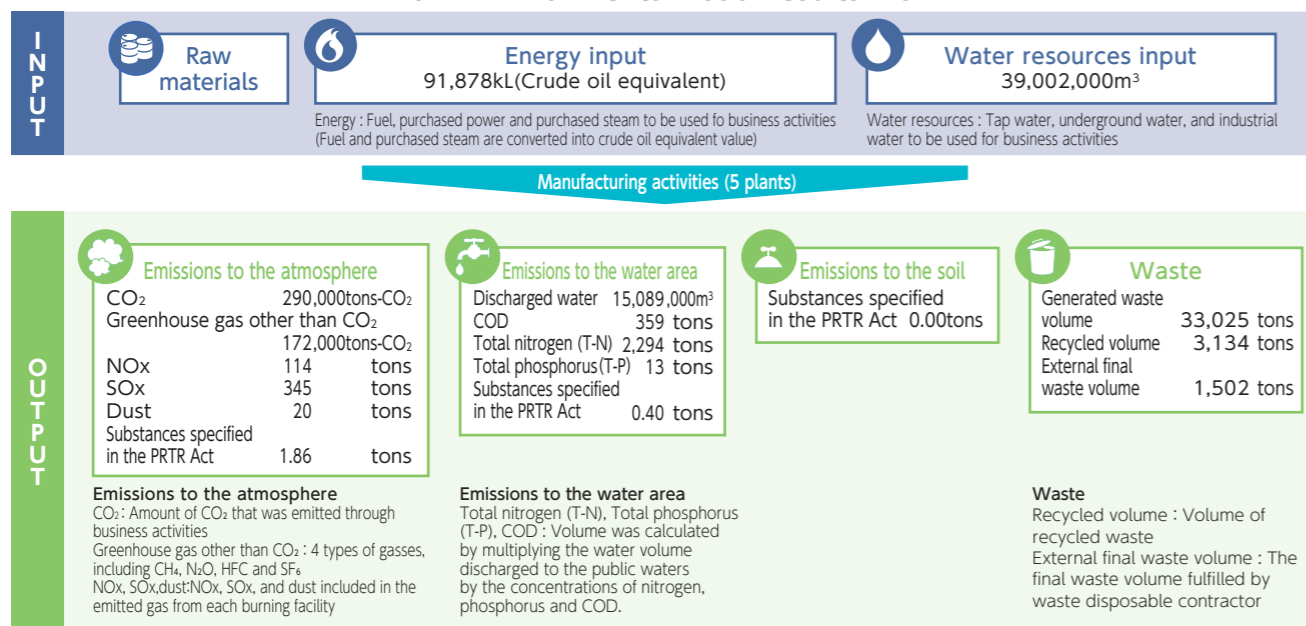 INPUT
Raw
materials
Energy input
91,878kL(Crude oil equivalent)
Energy : Fuel, purchased power and purchased steam to be used fo business activities
(Fuel and purchased steam are converted into crude oil equivalent value)
Water resources input
39,002,000m³
Water resources : Tap water, underground water, and industrial
water to be used for business activities
Manufacturing activities (5 plants)
OUTPUT
Emissions to the atmosphere
CO₂ 290,000tons-CO₂
Greenhouse gas other than CO₂
172,000tons-CO₂
NOx 114 tons
SOx 345 tons
Dust 20 tons
Substances specified
in the PRTR Act 1.86 tons
Emissions to the atmosphere
CO₂ : Amount of CO₂ that was emitted through
business activities
Greenhouse gas other than CO₂ : 4 types of gasses,
including CH₄, N₂O, HFC and SF₆
NOx, SOx,dust:NOx, SOx, and dust included in the
emitted gas from each burning facility
Emissions to the water area
Discharged water 15,089,000m³
COD 359 tons
Total nitrogen (T-N) 2,294 tons
Total phosphorus(T-P) 13 tons
Substances specified
in the PRTR Act 0.40 tons
Emissions to the water area
Total nitrogen (T-N), Total phosphorus
(T-P), COD : Volume was calculated
by multiplying the water volume
discharged to the public waters
by the concentrations of nitrogen,
phosphorus and COD.
Emissions to the soil
Substances specified
in the PRTR Act 0.00tons
Waste
Generated waste
volume 33,025 tons
Recycled volume 3,134 tons
External final
waste volume 1,502 tons
Waste
Recycled volume : Volume of
recycled waste
External final waste volume : The
final waste volume fulfilled by
waste disposable contractor